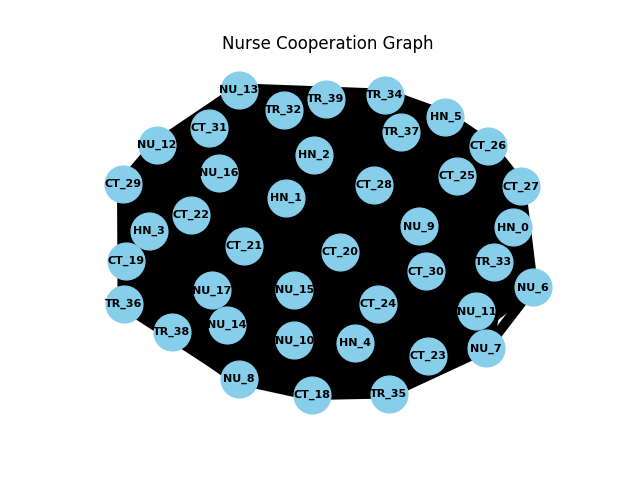 Nurse Cooperation Graph
NU_13
TR_39
TR_34
TR_32
HN_5
CT_31
TR_37
NU_12
CT_26
HN_2
NU_16
CT_25
CT_29
CT_28
CT_27
HN_1
CT_22
NU_9
HN_0
HN_3
CT_21
CT_20
CT_19
TR_33
CT_30
NU_6
NU_17
NU_15
TR_36
CT_24
NU_11
NU_14
TR_38
NU_10
HN_4
NU_7
CT_23
NU_8
CT_18
TR_35